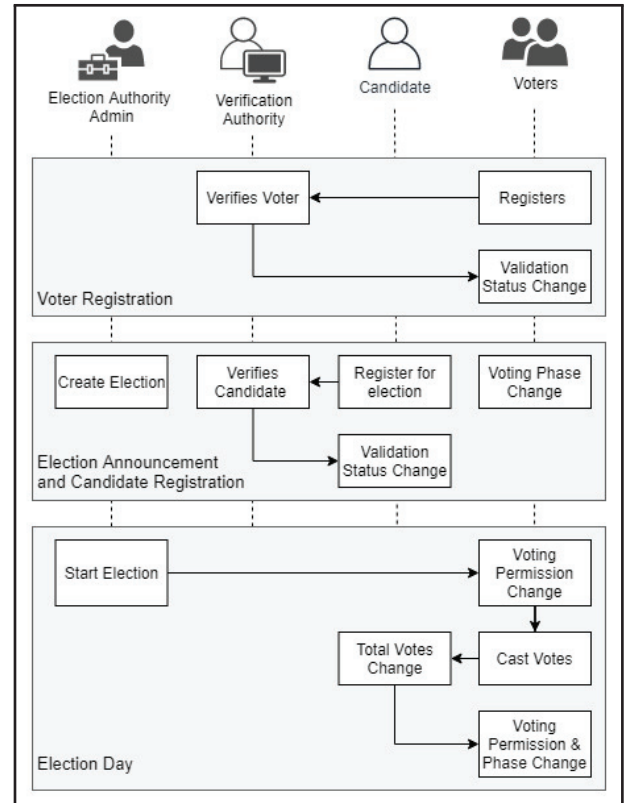 Election Authority
Admin
Verification
Authority
Candidate
Voters
Verifies Voter
Registers
Validation
Status Change
Voter Registration
Create Election
Verifies
Candidate
Register for
election
Voting Phase
Change
Validation
Status Change
Election Announcement
and Candidate Registration
Start Election
Voting
Permission
Change
Total Votes
Change
Cast Votes
Voting
Permission &
Phase Change
Election Day